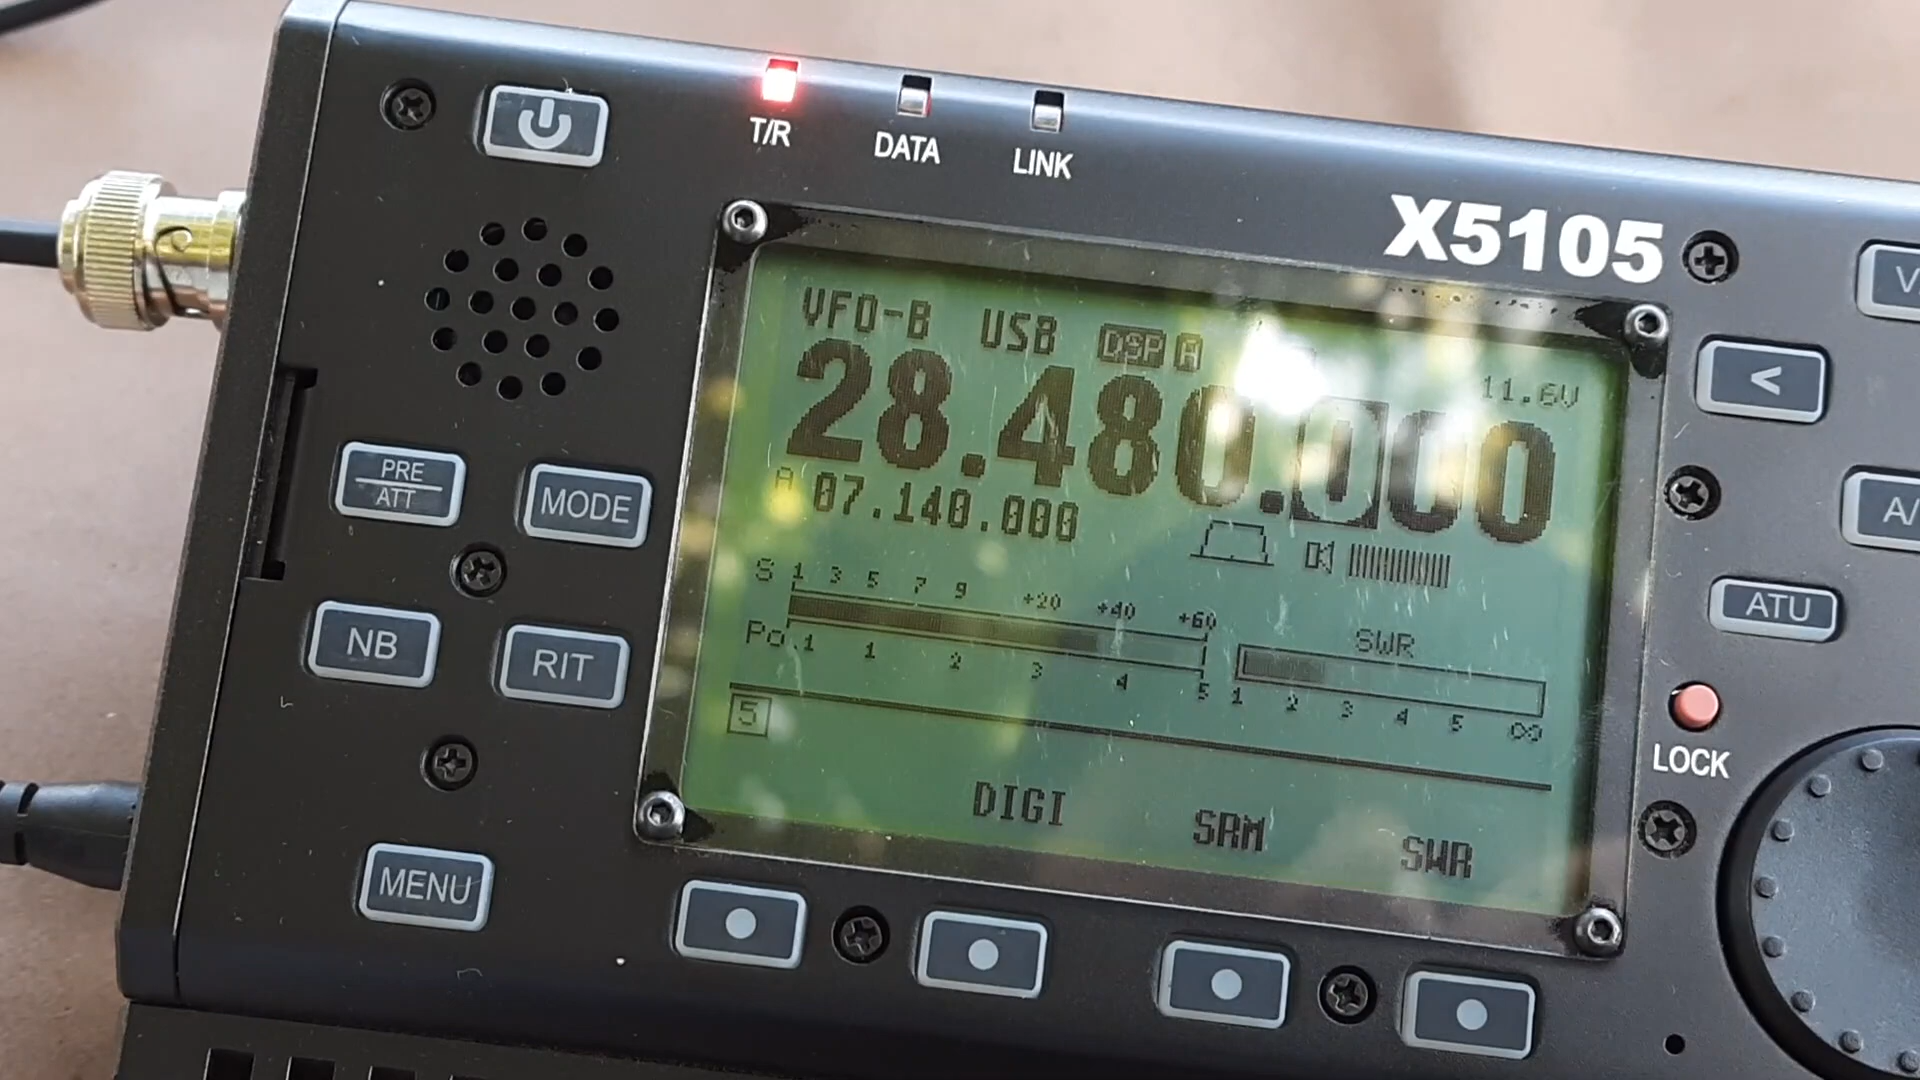 T/R DATA LINK
X5105
VFO-B USB DSP A
11.6V
28.480.000
A 07.140.000
S 1 3 5 7 9 +20 +40 +60
Po.1 1 2 3 4 5
SWR
1 2 3 4 5 ∞
5
DIGI SRM SWR
PRE
ATT
MODE
NB
RIT
MENU
<
A/
ATU
LOCK